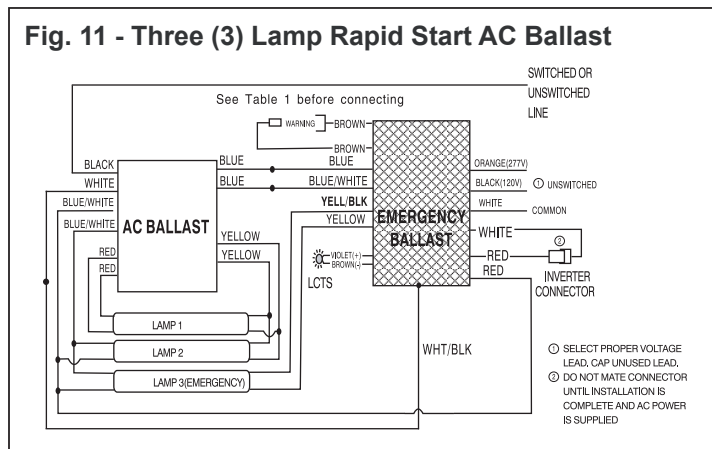 Fig. 11 - Three (3) Lamp Rapid Start AC Ballast
SWITCHED OR
UNSWITCHED
LINE
See Table 1 before connecting
WARNING
BROWN
BROWN
BLACK
BLUE
BLUE
ORANGE(277V)
WHITE
BLUE
BLUE/WHITE
BLACK(120V)
① UNSWITCHED
BLUE/WHITE
YELL/BLK
WHITE
COMMON
BLUE/WHITE
AC BALLAST
YELLOW
EMERGENCY
BALLAST
WHITE
RED
YELLOW
YELLOW
VIOLET(+)
BROWN(-)
RED
②
RED
LCTS
RED
INVERTER
CONNECTOR
LAMP 1
LAMP 2
LAMP 3(EMERGENCY)
WHT/BLK
① SELECT PROPER VOLTAGE
LEAD, CAP UNUSED LEAD.
② DO NOT MATE CONNECTOR
UNTIL INSTALLATION IS
COMPLETE AND AC POWER
IS SUPPLIED